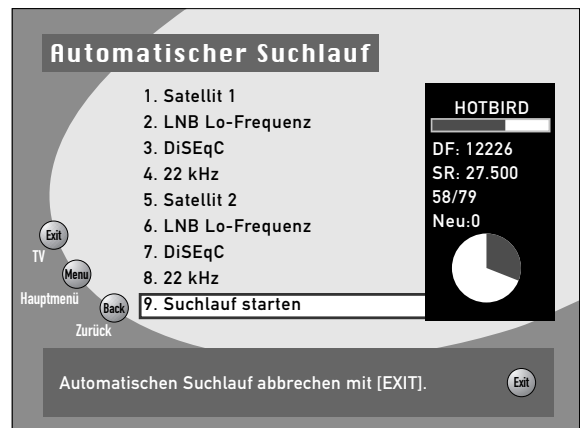 Automatischer Suchlauf
1. Satellit 1
2. LNB Lo-Frequenz
3. DiSEqC
4. 22 kHz
5. Satellit 2
6. LNB Lo-Frequenz
7. DiSEqC
8. 22 kHz
9. Suchlauf starten
HOTBIRD
DF: 12226
SR: 27.500
58/79
Neu:0
Exit
TV
Menu
Hauptmenü
Back
Zurück
Automatischen Suchlauf abbrechen mit [EXIT].
Exit